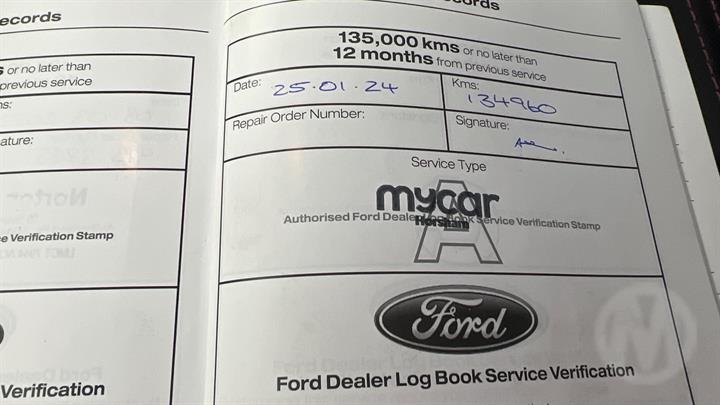 ecords
or no later than
previous service
ns:
ature:
e Verification Stamp
Verification
ords
135,000 kms or no later than
12 months from previous service
Date: 25.01.24
Kms: 134960
Repair Order Number:
Signature:
Service Type
mycar
Authorised Ford Dealer Log Book Service Verification Stamp
Horsham
Ford
Ford Dealer Log Book Service Verification